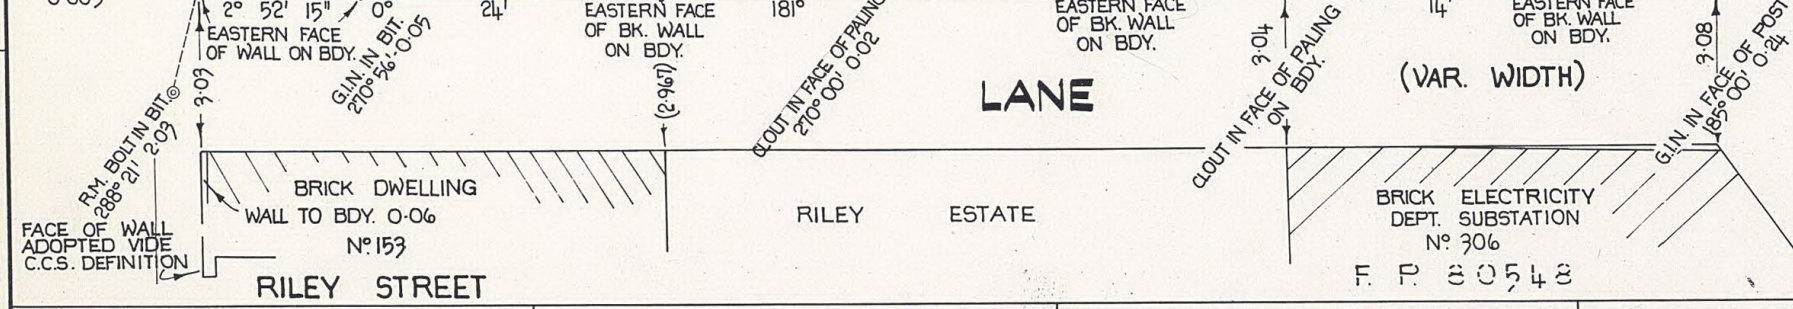 2° 52' 15"
0°
24'
181°
14'
EASTERN FACE
OF WALL ON BDY.
G.I.N. IN BIT.
270° 56' 0·05
EASTERN FACE
OF BK. WALL
ON BDY.
CLOUT IN FACE OF PALING
270° 00' 0·02
EASTERN FACE
OF BK. WALL
ON BDY.
CLOUT IN FACE OF PALING
ON BDY.
EASTERN FACE
OF BK. WALL
ON BDY.
G.I.N. IN FACE OF POST
185° 00' 0·24
3·03
(2·967)
3·04
3·08
LANE
(VAR. WIDTH)
R.M. BOLT IN BIT.
288° 21' 2·03
BRICK DWELLING
WALL TO BDY. 0·06
Nº 153
FACE OF WALL
ADOPTED VIDE
C.C.S. DEFINITION
RILEY ESTATE
BRICK ELECTRICITY
DEPT. SUBSTATION
Nº 306
F. P. 80548
RILEY STREET